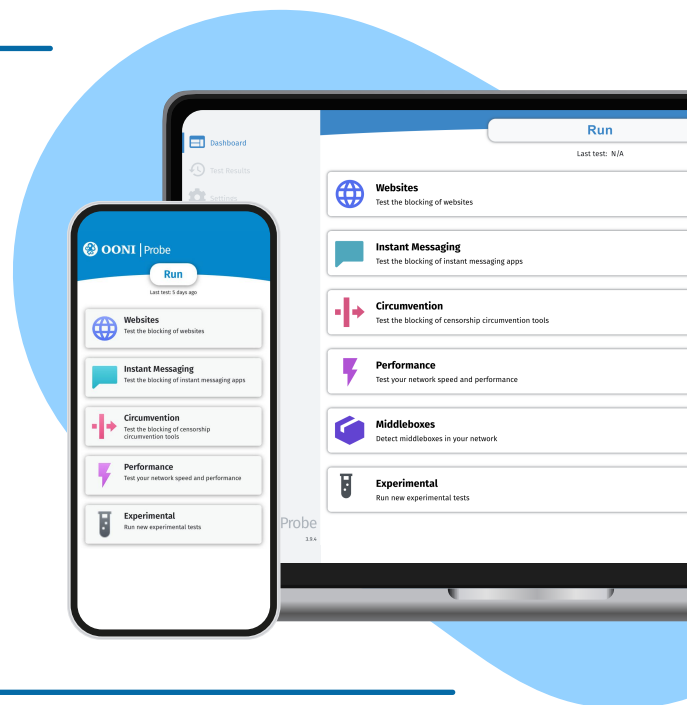 Dashboard
Test Results
Settings
Run
Last test: N/A
Websites
Test the blocking of websites
Instant Messaging
Test the blocking of instant messaging apps
Circumvention
Test the blocking of censorship circumvention tools
Performance
Test your network speed and performance
Middleboxes
Detect middleboxes in your network
Experimental
Run new experimental tests
Probe
3.9.4
OONI | Probe
Run
Last test: 5 days ago
Websites
Test the blocking of websites
Instant Messaging
Test the blocking of instant messaging apps
Circumvention
Test the blocking of censorship
circumvention tools
Performance
Test your network speed and performance
Experimental
Run new experimental tests